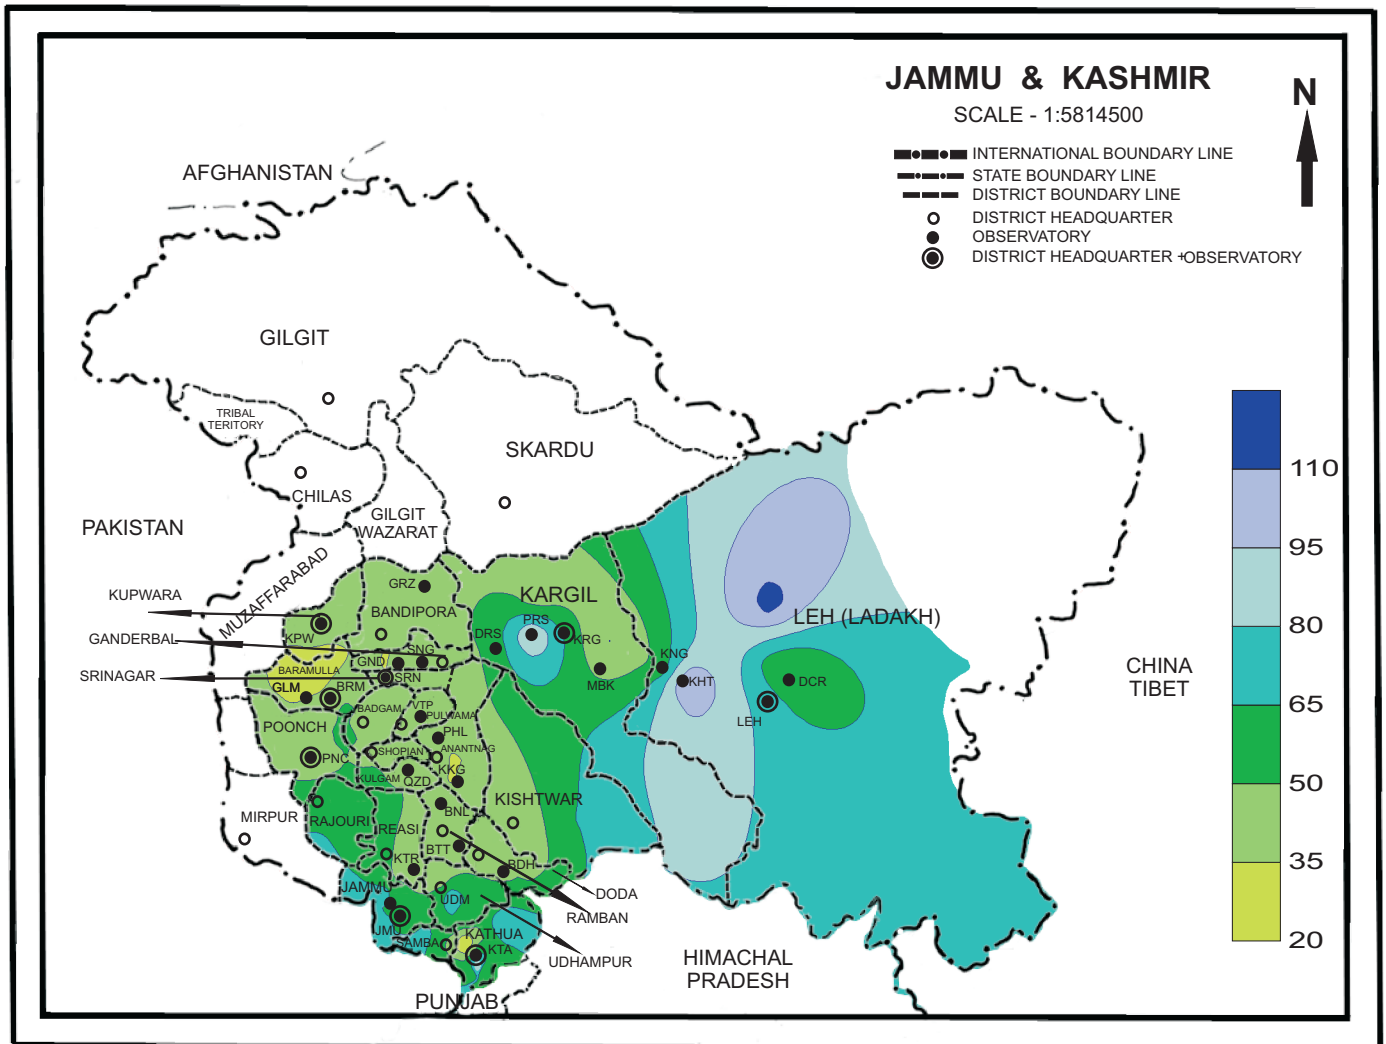 JAMMU & KASHMIR
SCALE - 1:5814500
N
INTERNATIONAL BOUNDARY LINE
STATE BOUNDARY LINE
DISTRICT BOUNDARY LINE
DISTRICT HEADQUARTER
OBSERVATORY
DISTRICT HEADQUARTER +OBSERVATORY
AFGHANISTAN
GILGIT
TRIBAL
TERITORY
SKARDU
CHILAS
GILGIT
WAZARAT
PAKISTAN
MUZAFFARABAD
KUPWARA
GANDERBAL
SRINAGAR
GRZ
BANDIPORA
KARGIL
KPW
PRS
KRG
DRS
SNG
GND
BARAMULLA
SRN
GLM
BRM
MBK
KNG
KHT
LEH (LADAKH)
DCR
LEH
CHINA
TIBET
POONCH
BADGAM
VTP
PULWAMA
PHL
PNC
SHOPIAN
ANANTNAG
KKG
KULGAM
QZD
KISHTWAR
MIRPUR
RAJOURI
REASI
BNL
BTT
KTR
BDH
JAMMU
UDM
DODA
RAMBAN
JMU
SAMBA
KATHUA
KTA
UDHAMPUR
HIMACHAL
PRADESH
PUNJAB
110
95
80
65
50
35
20